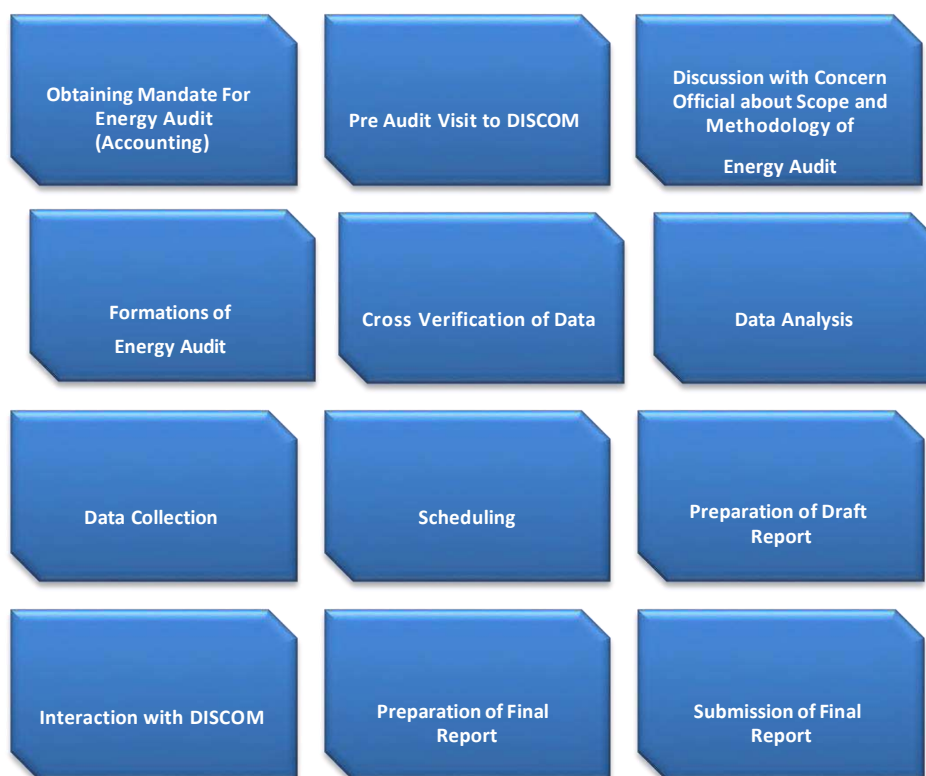 Obtaining Mandate For
Energy Audit
(Accounting)
Pre Audit Visit to DISCOM
Discussion with Concern
Official about Scope and
Methodology of
Energy Audit
Formations of
Energy Audit
Cross Verification of Data
Data Analysis
Data Collection
Scheduling
Preparation of Draft
Report
Interaction with DISCOM
Preparation of Final
Report
Submission of Final
Report